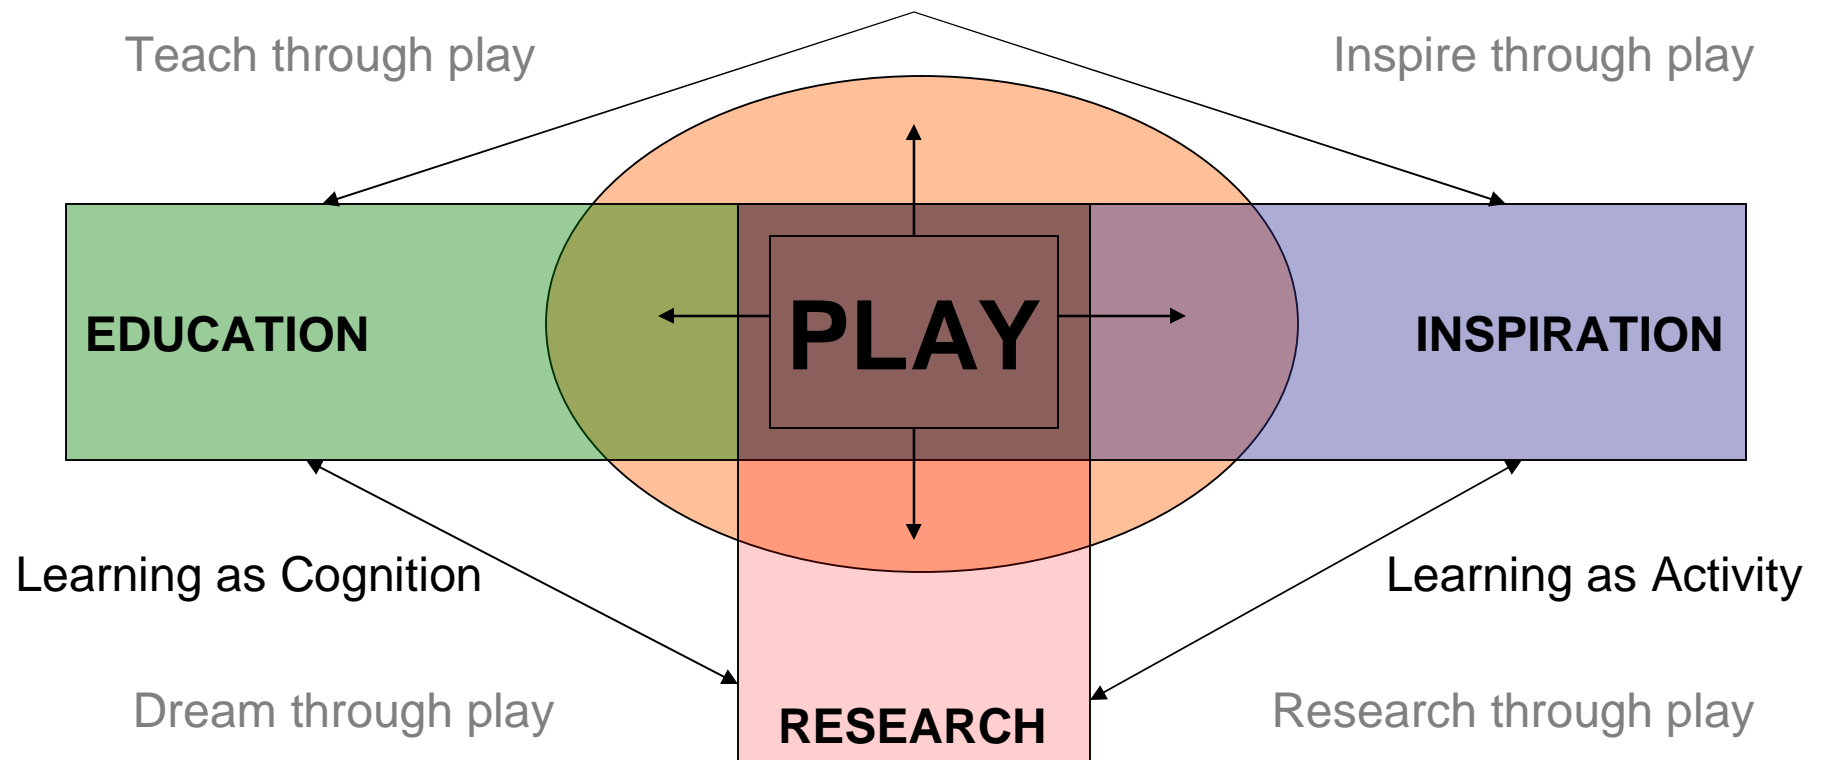 Teach through play
Inspire through play
EDUCATION
PLAY
INSPIRATION
Learning as Cognition
Learning as Activity
Dream through play
RESEARCH
Research through play